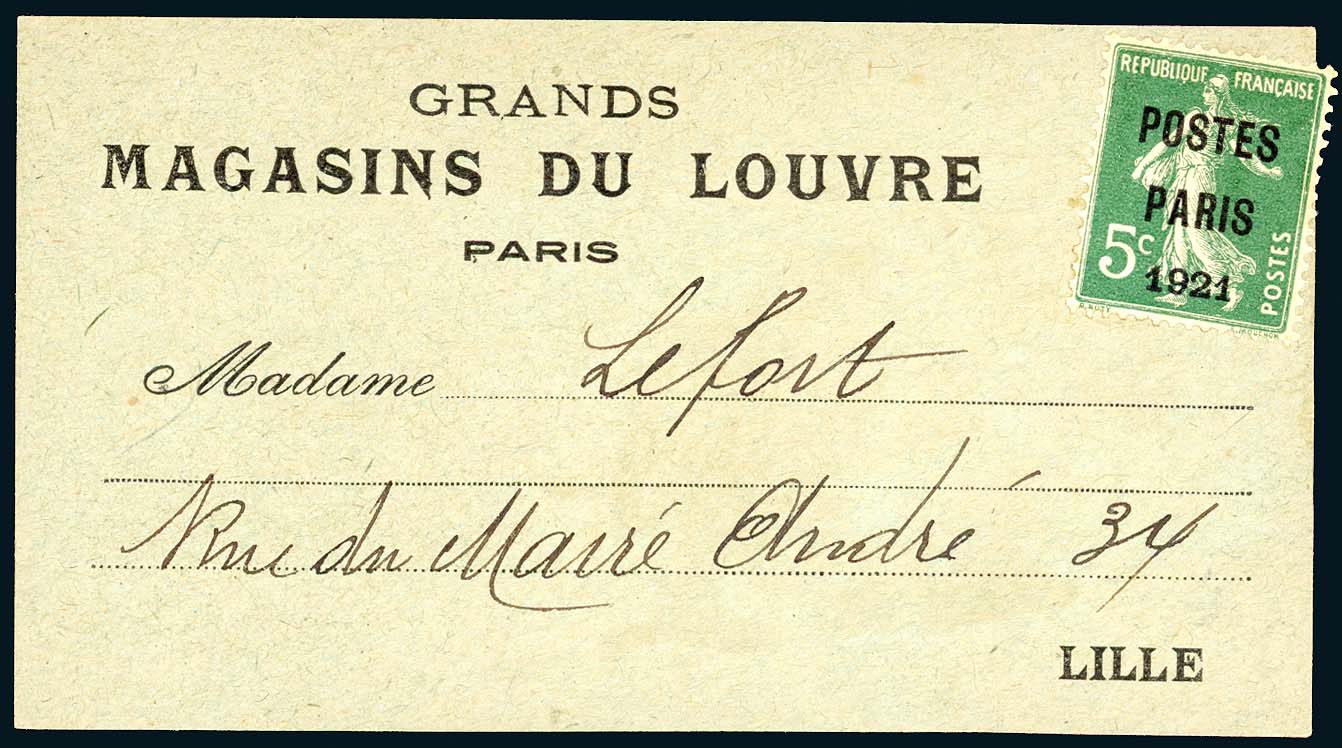 GRANDS
MAGASINS DU LOUVRE
PARIS
REPUBLIQUE FRANÇAISE
POSTES
PARIS
5c
1921
POSTES
Madame Lefort
Rue du Mairé André 34
LILLE